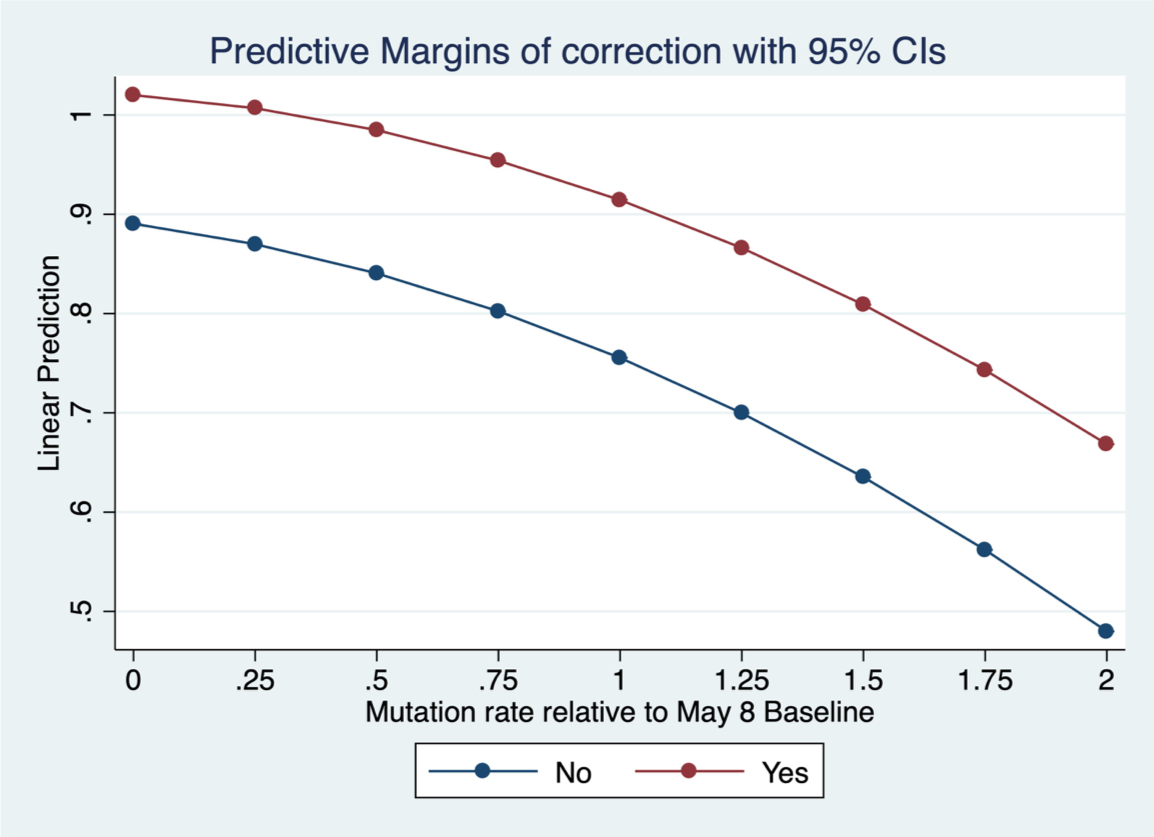 Predictive Margins of correction with 95% CIs
Linear Prediction
1
.9
.8
.7
.6
.5
0 .25 .5 .75 1 1.25 1.5 1.75 2
Mutation rate relative to May 8 Baseline
No Yes